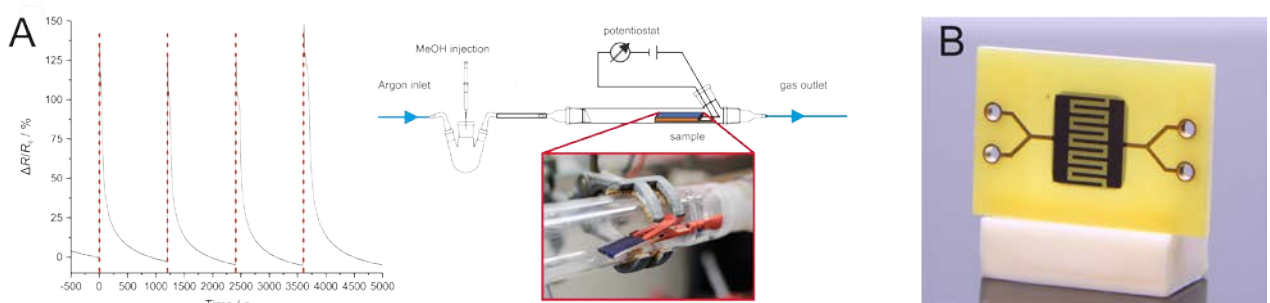 A
B
150
125
100
75
50
25
0
ΔR/R₀ / %
-500 0 500 1000 1500 2000 2500 3000 3500 4000 4500 5000
potentiostat
MeOH injection
Argon inlet
gas outlet
sample